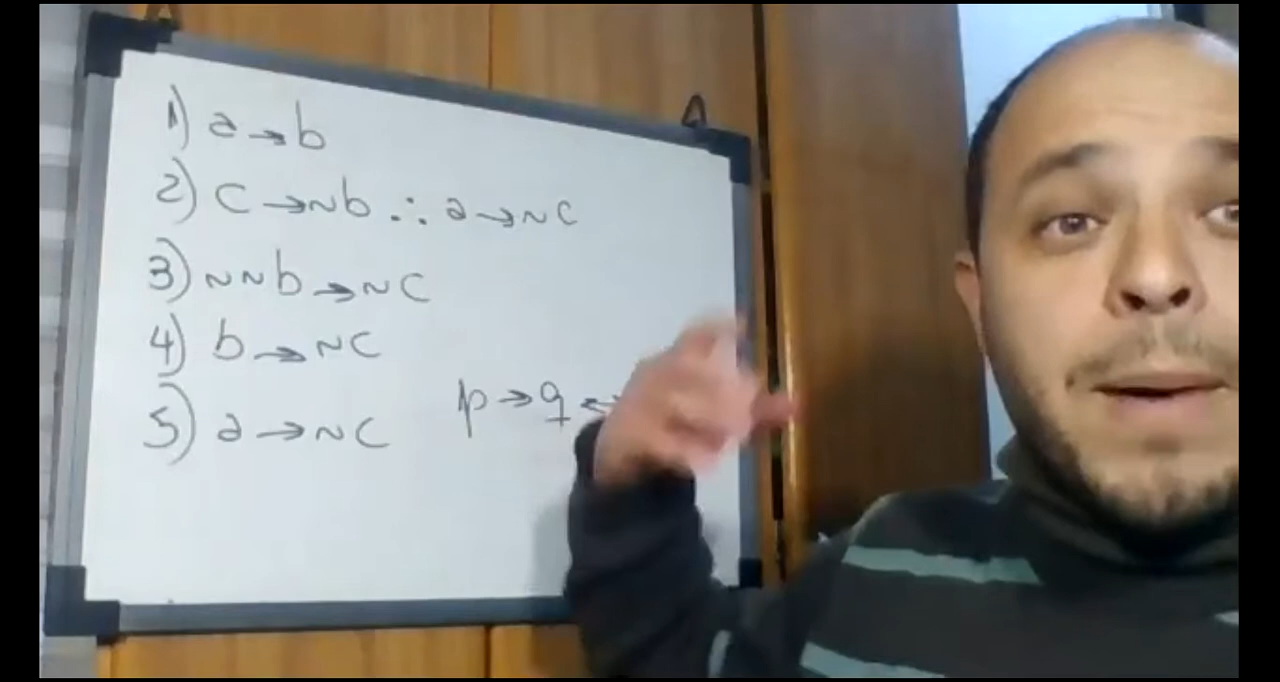 1) a→b
2) c→~b ∴ a→~c
3) ~~b→~c
4) b→~c
5) a→~c
p→q